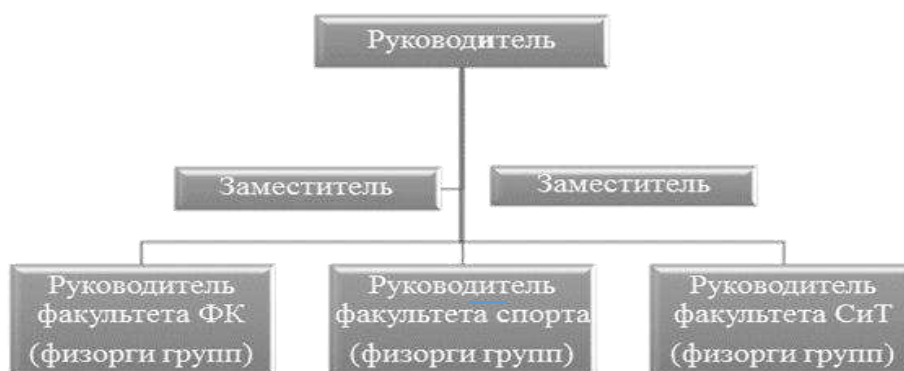 Руководитель
Заместитель
Заместитель
Руководитель
факультета ФК
(физорги групп)
Руководитель
факультета спорта
(физорги групп)
Руководитель
факультета СиТ
(физорги групп)